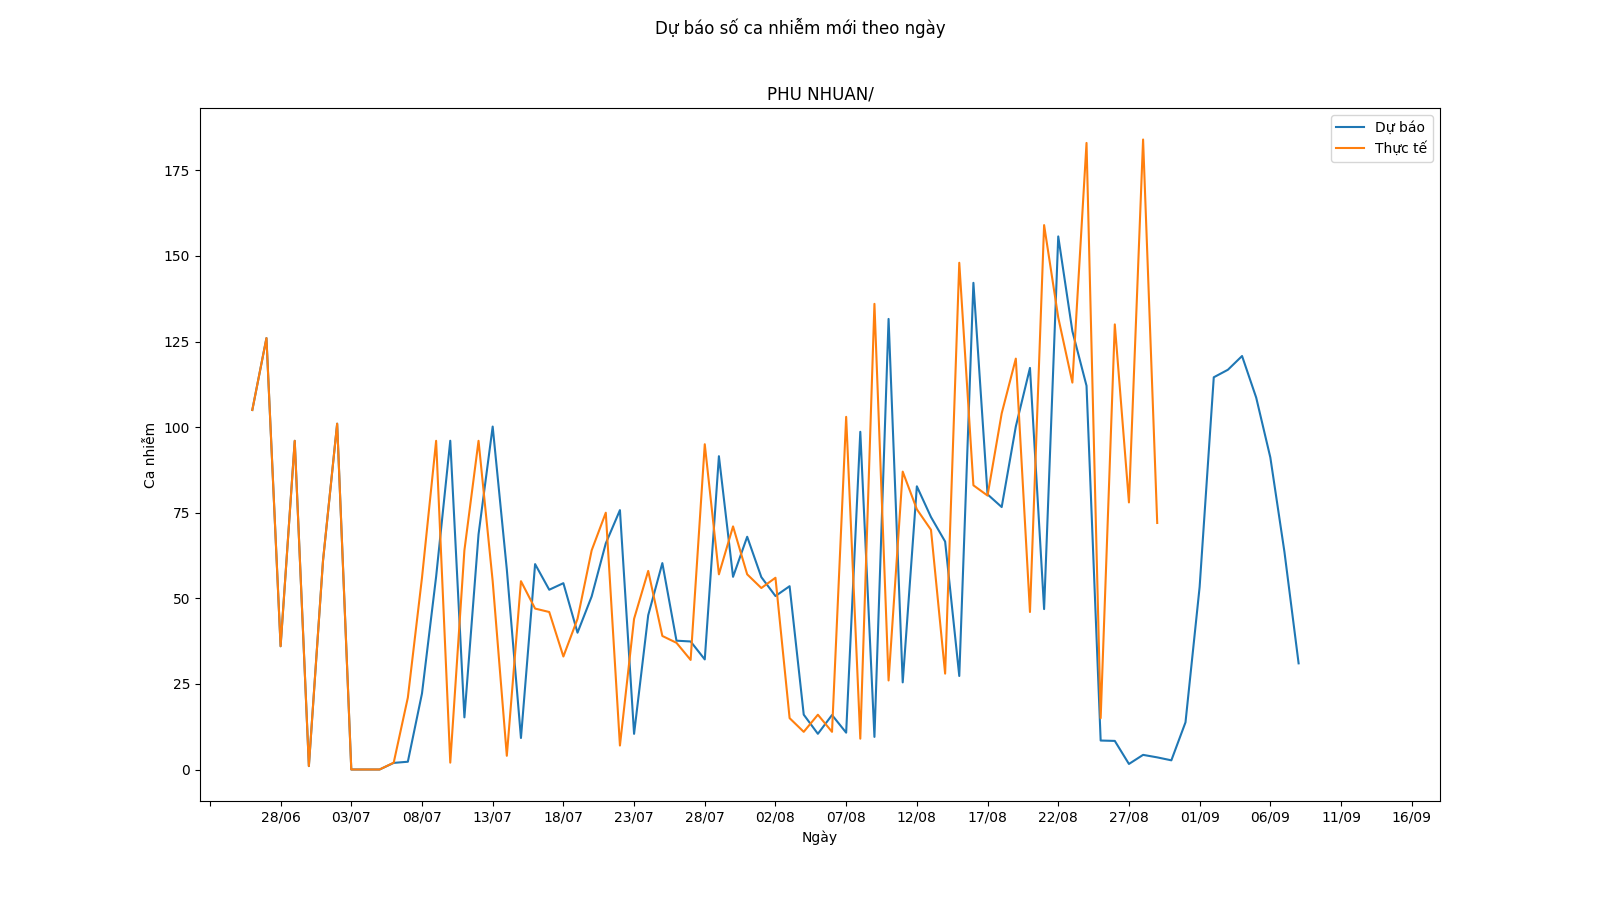 Dự báo số ca nhiễm mới theo ngày
PHU NHUAN/
Dự báo
Thực tế
175
150
125
100
75
50
25
0
Ca nhiễm
28/06 03/07 08/07 13/07 18/07 23/07 28/07 02/08 07/08 12/08 17/08 22/08 27/08 01/09 06/09 11/09 16/09
Ngày